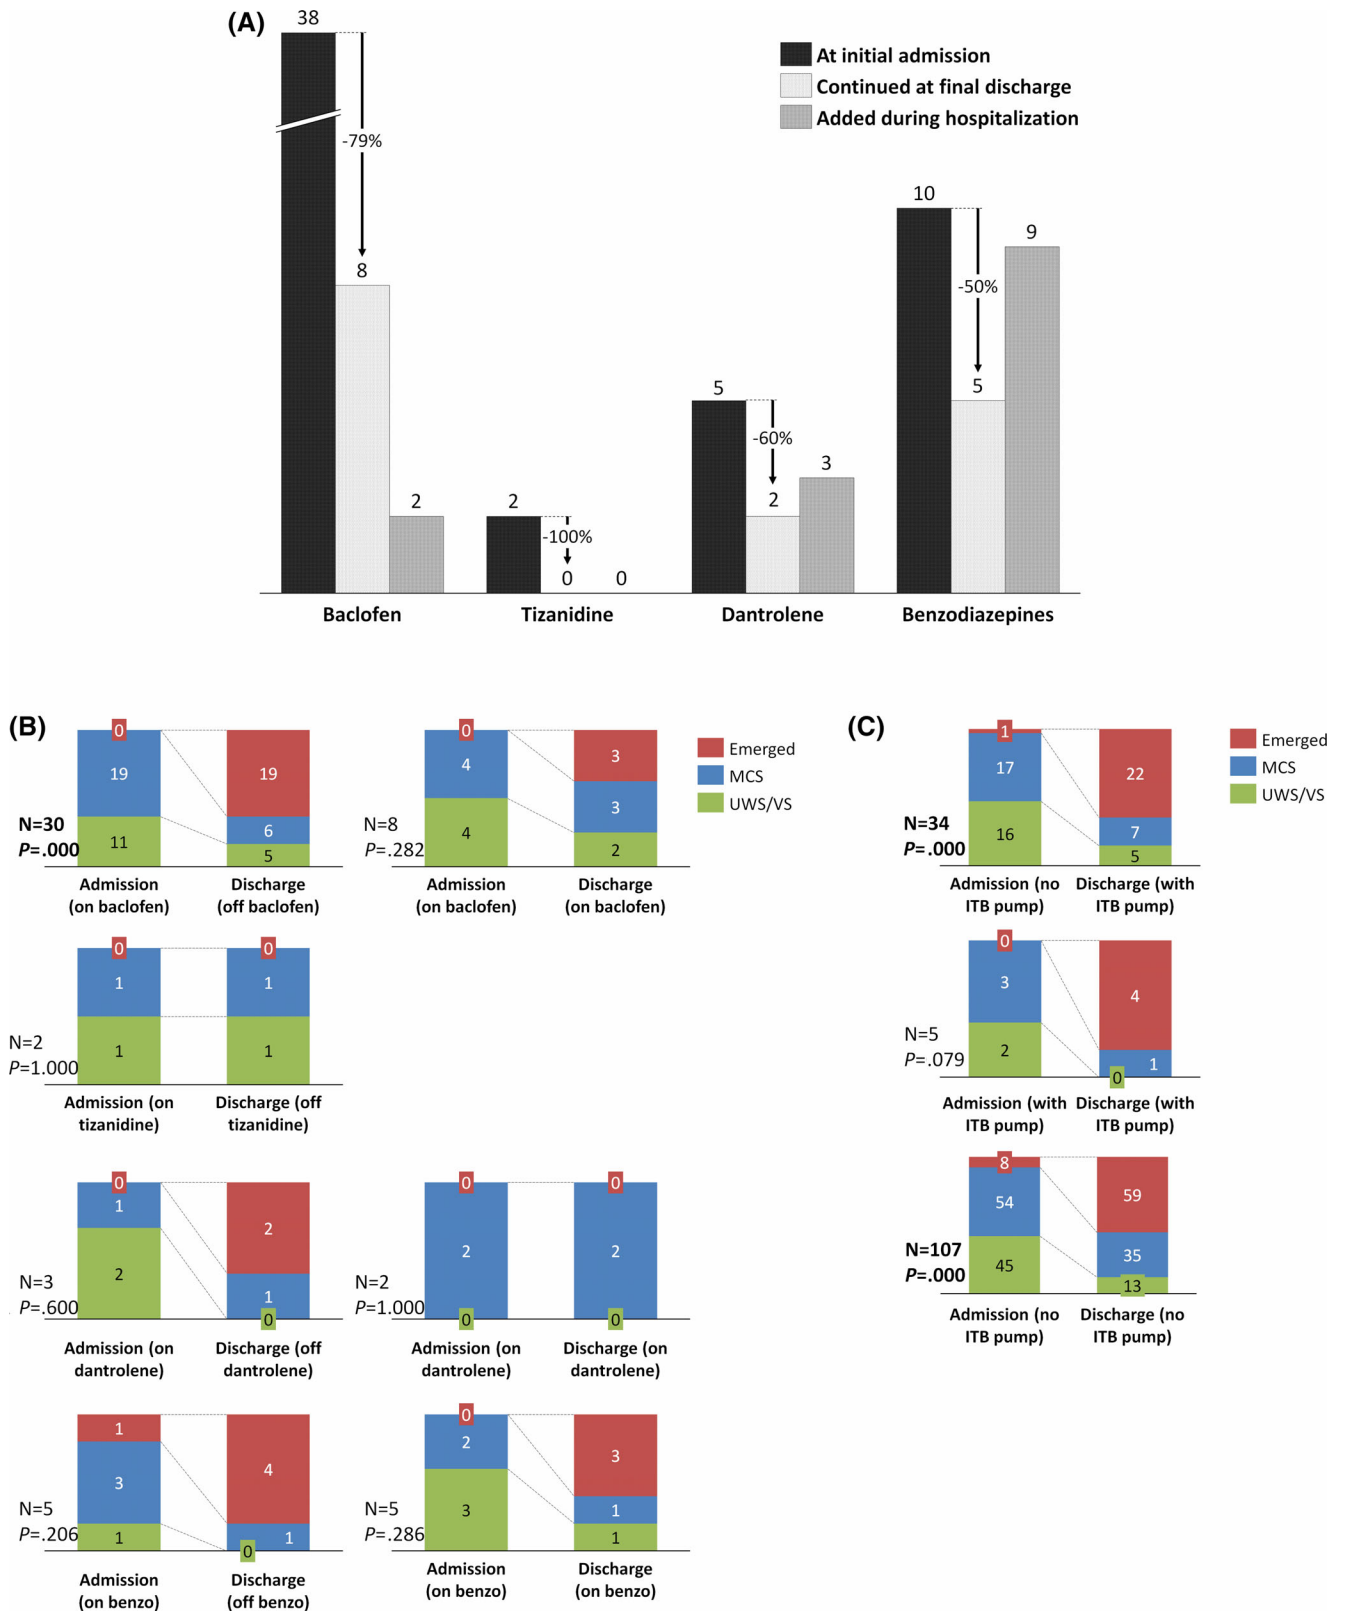 (A)
38
At initial admission
Continued at final discharge
Added during hospitalization
-79%
8
2
2
-100%
0
0
5
-60%
2
3
10
-50%
5
9
Baclofen
Tizanidine
Dantrolene
Benzodiazepines
(B)
0
19
11
19
6
5
N=30
P=.000
Admission
(on baclofen)
Discharge
(off baclofen)
0
4
4
3
3
2
N=8
P=.282
Admission
(on baclofen)
Discharge
(on baclofen)
Emerged
MCS
UWS/VS
0
1
1
0
1
1
N=2
P=1.000
Admission (on
tizanidine)
Discharge (off
tizanidine)
0
1
2
2
1
0
N=3
P=.600
Admission (on
dantrolene)
Discharge (off
dantrolene)
0
2
0
0
2
0
N=2
P=1.000
Admission (on
dantrolene)
Discharge (on
dantrolene)
1
3
1
4
1
0
N=5
P=.206
Admission
(on benzo)
Discharge
(off benzo)
0
2
3
3
1
1
N=5
P=.286
Admission
(on benzo)
Discharge
(on benzo)
(C)
1
17
16
22
7
5
N=34
P=.000
Admission (no
ITB pump)
Discharge (with
ITB pump)
Emerged
MCS
UWS/VS
0
3
2
4
1
0
N=5
P=.079
Admission (with
ITB pump)
Discharge (with
ITB pump)
8
54
45
59
35
13
N=107
P=.000
Admission (no
ITB pump)
Discharge (no
ITB pump)